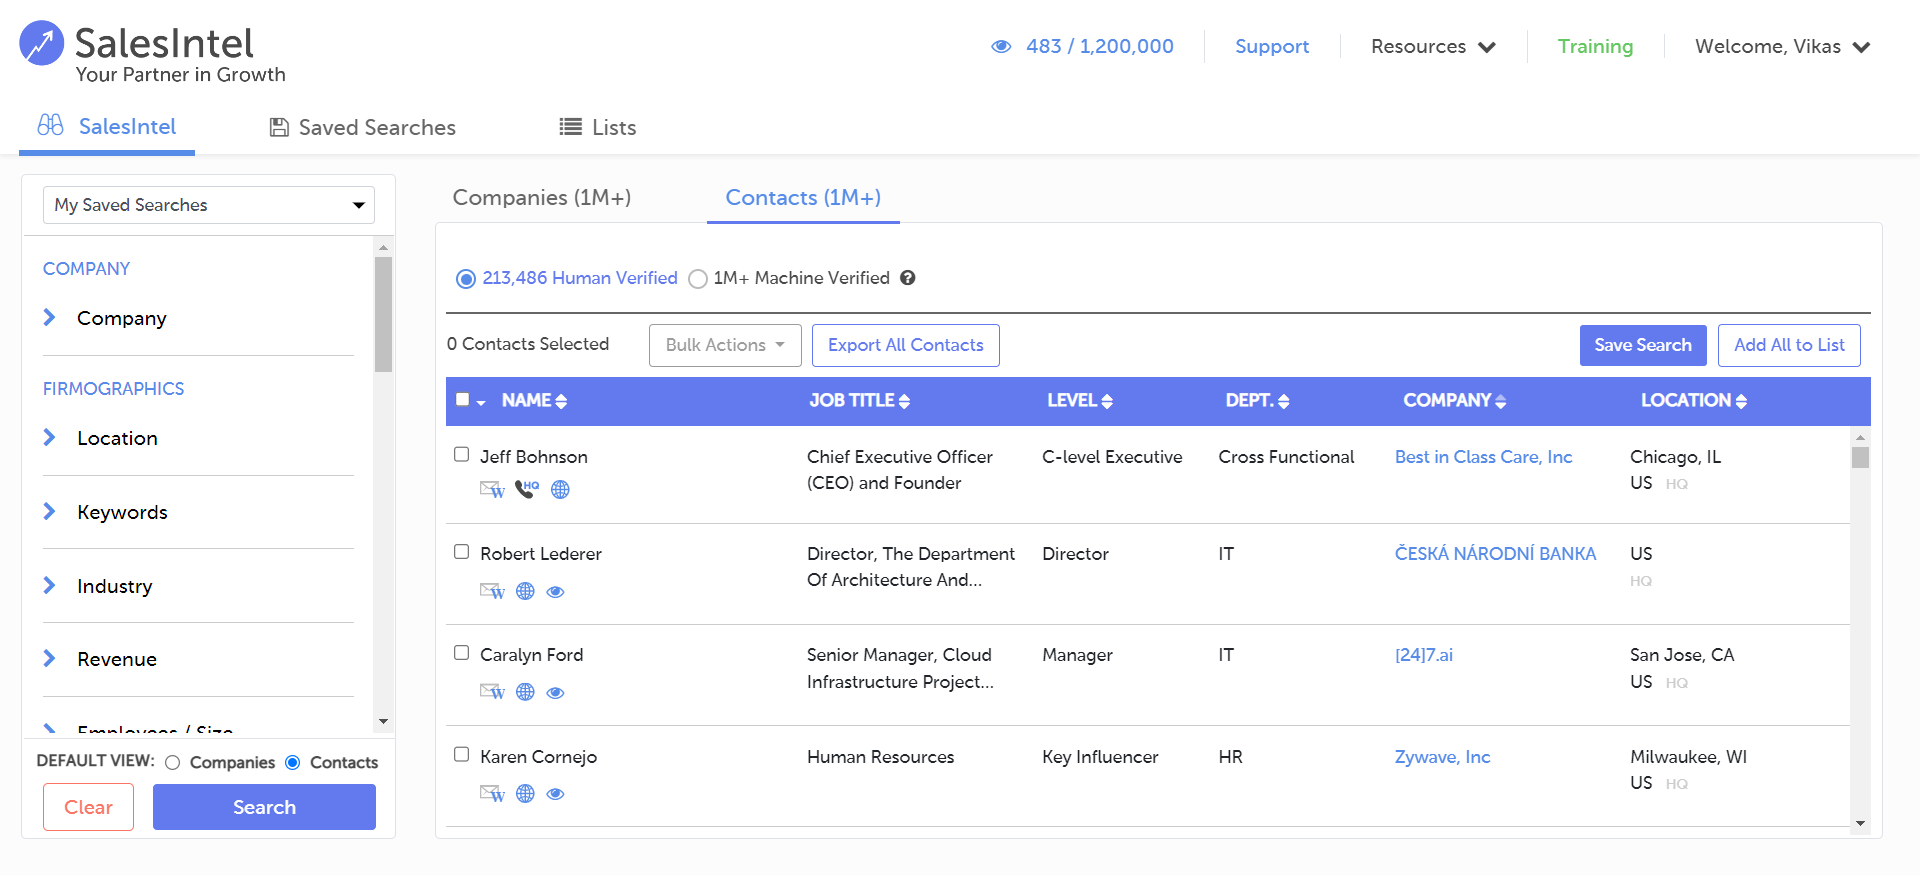 SalesIntel
Your Partner in Growth
483 / 1,200,000
Support
Resources
Training
Welcome, Vikas
SalesIntel
Saved Searches
Lists
My Saved Searches
COMPANY
Company
FIRMOGRAPHICS
Location
Keywords
Industry
Revenue
Employees / Size
DEFAULT VIEW: Companies Contacts
Clear
Search
Companies (1M+)
Contacts (1M+)
213,486 Human Verified
1M+ Machine Verified ?
0 Contacts Selected
Bulk Actions
Export All Contacts
Save Search
Add All to List
NAME JOB TITLE LEVEL DEPT. COMPANY LOCATION
Jeff Bohnson Chief Executive Officer C-level Executive Cross Functional Best in Class Care, Inc Chicago, IL
W HQ (CEO) and Founder US HQ
Robert Lederer Director, The Department Director IT ČESKÁ NÁRODNÍ BANKA US
W Of Architecture And... HQ
Caralyn Ford Senior Manager, Cloud Manager IT [24]7.ai San Jose, CA
W Infrastructure Project... US HQ
Karen Cornejo Human Resources Key Influencer HR Zywave, Inc Milwaukee, WI
W US HQ